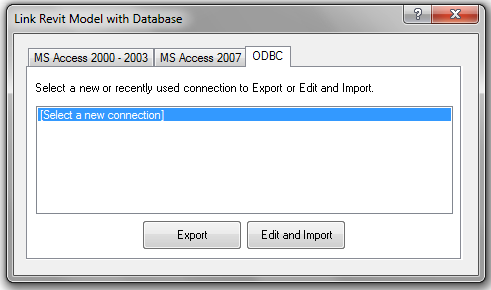 Link Revit Model with Database
MS Access 2000 - 2003 MS Access 2007 ODBC
Select a new or recently used connection to Export or Edit and Import.
[Select a new connection]
Export Edit and Import